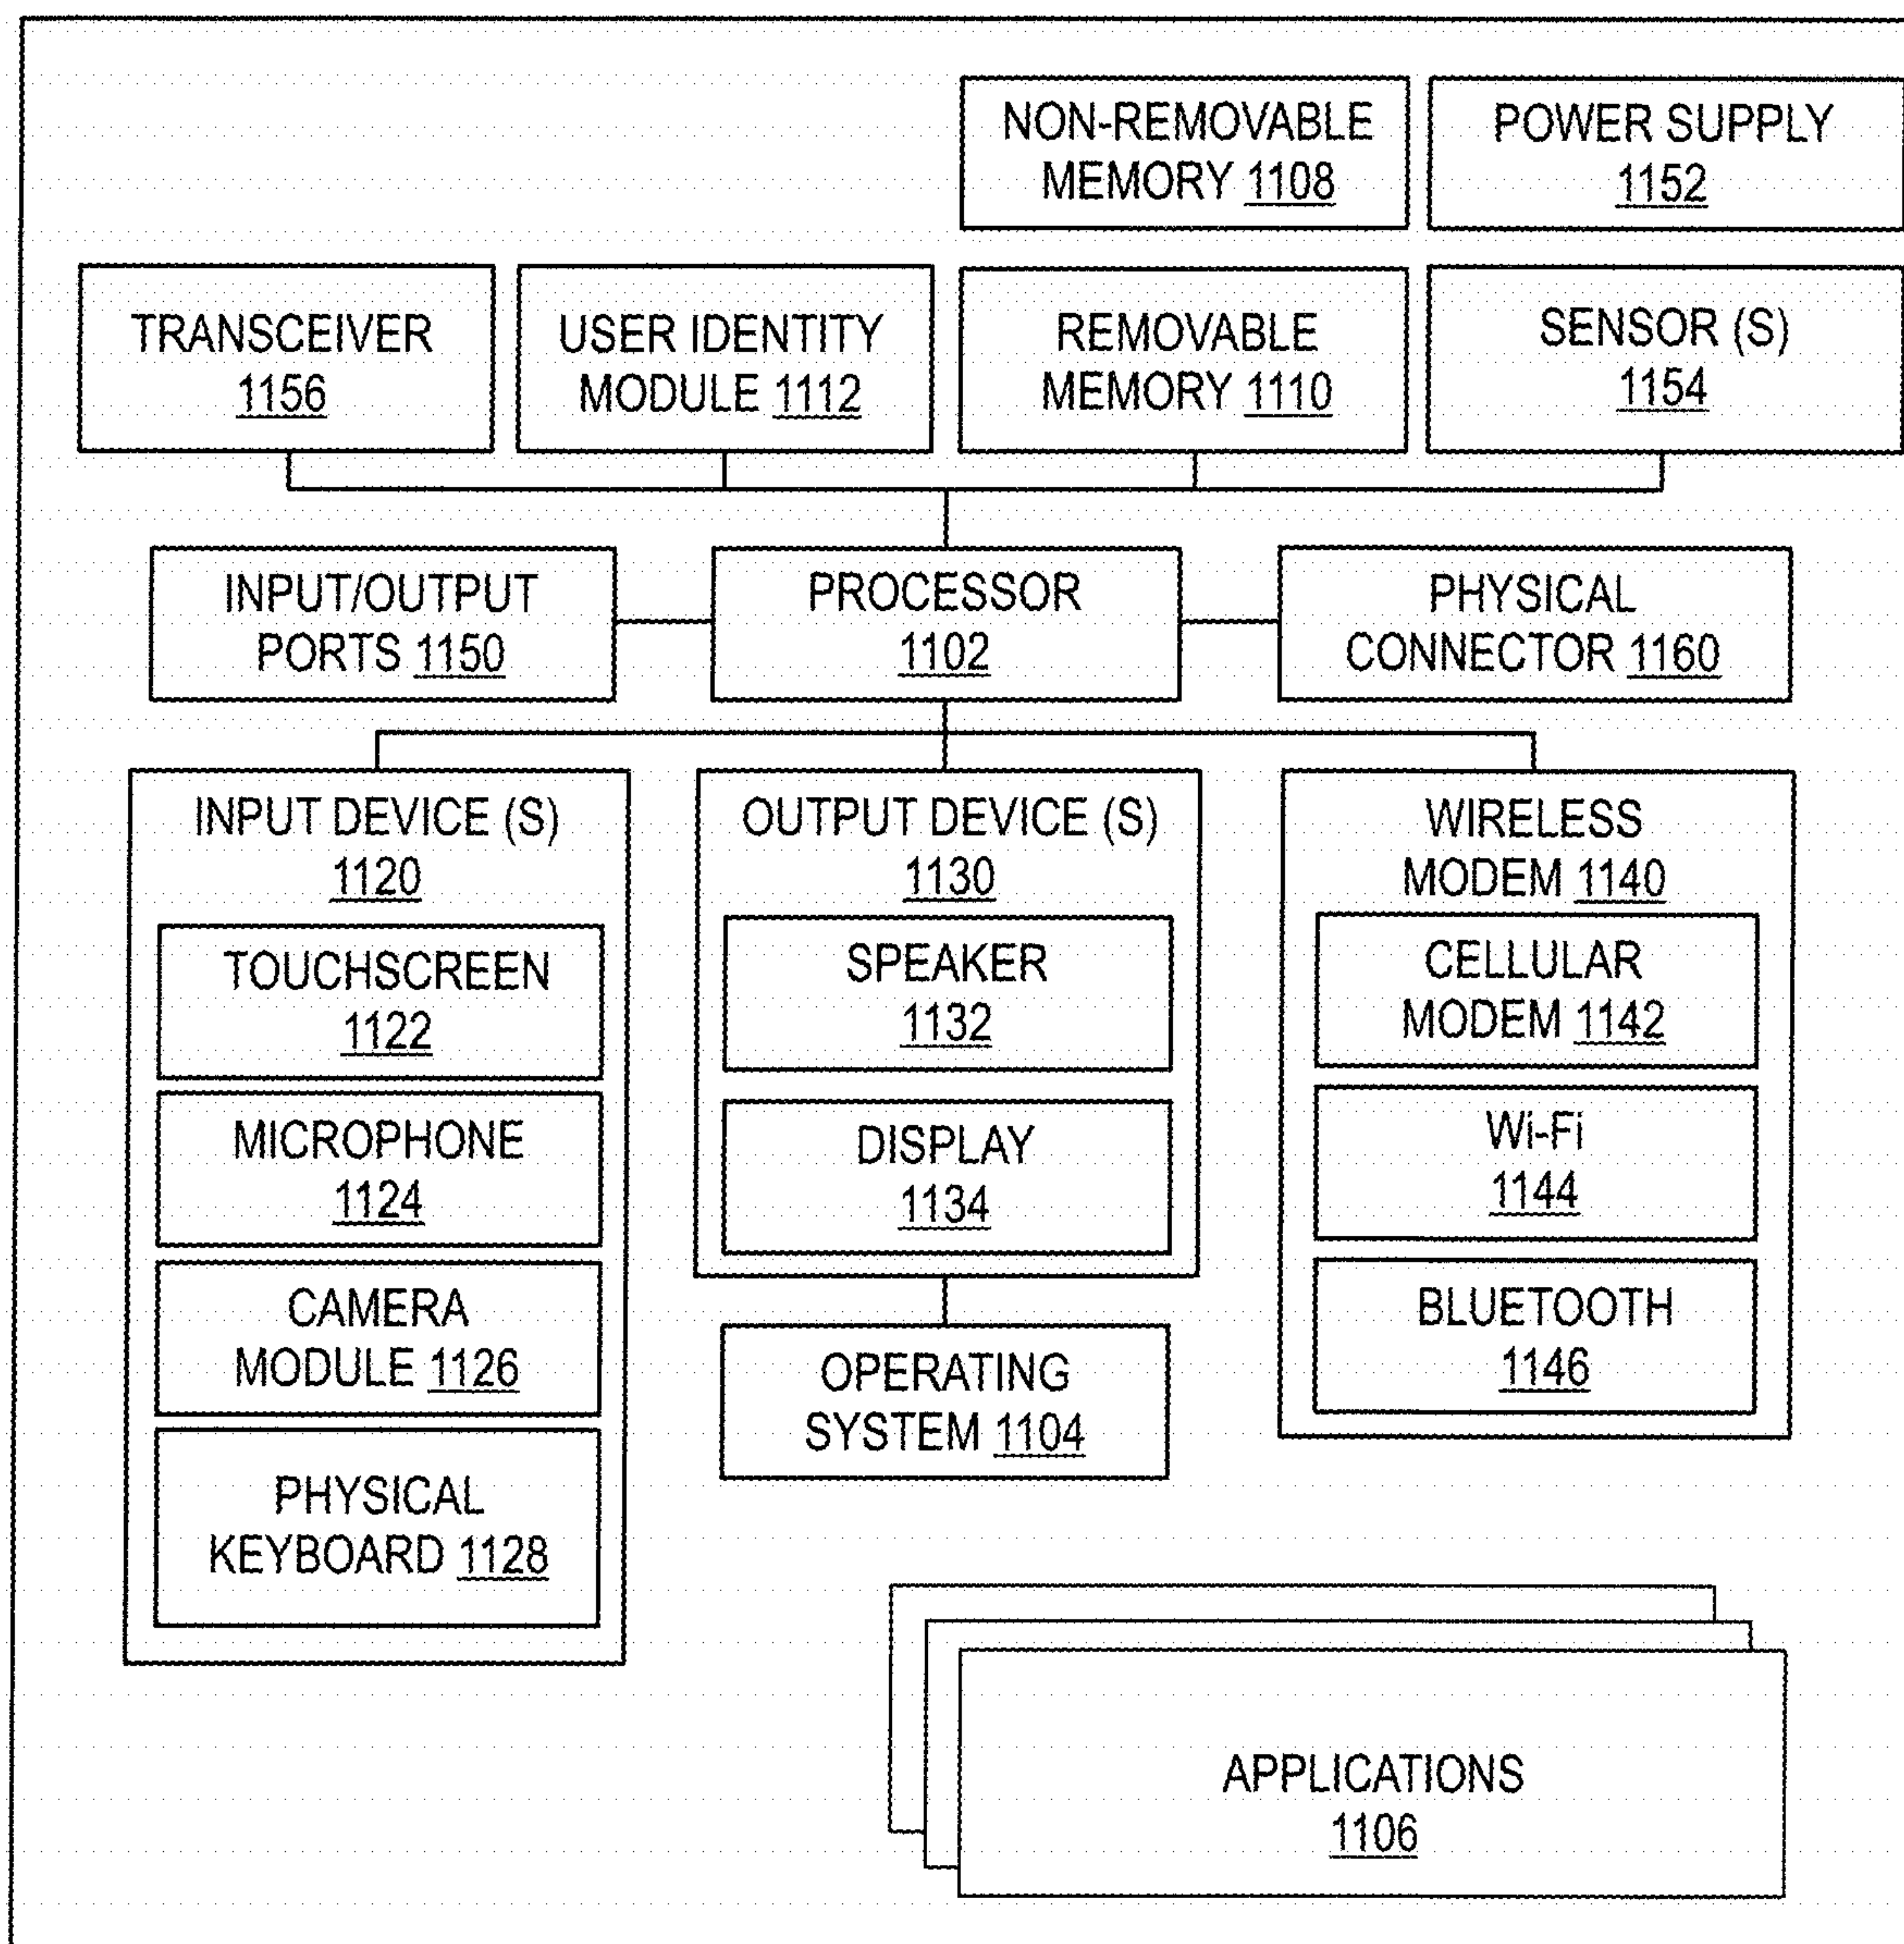 NON-REMOVABLE
MEMORY 1108
POWER SUPPLY
1152
TRANSCEIVER
1156
USER IDENTITY
MODULE 1112
REMOVABLE
MEMORY 1110
SENSOR (S)
1154
INPUT/OUTPUT
PORTS 1150
PROCESSOR
1102
PHYSICAL
CONNECTOR 1160
INPUT DEVICE (S)
1120
TOUCHSCREEN
1122
MICROPHONE
1124
CAMERA
MODULE 1126
PHYSICAL
KEYBOARD 1128
OUTPUT DEVICE (S)
1130
SPEAKER
1132
DISPLAY
1134
OPERATING
SYSTEM 1104
WIRELESS
MODEM 1140
CELLULAR
MODEM 1142
Wi-Fi
1144
BLUETOOTH
1146
APPLICATIONS
1106